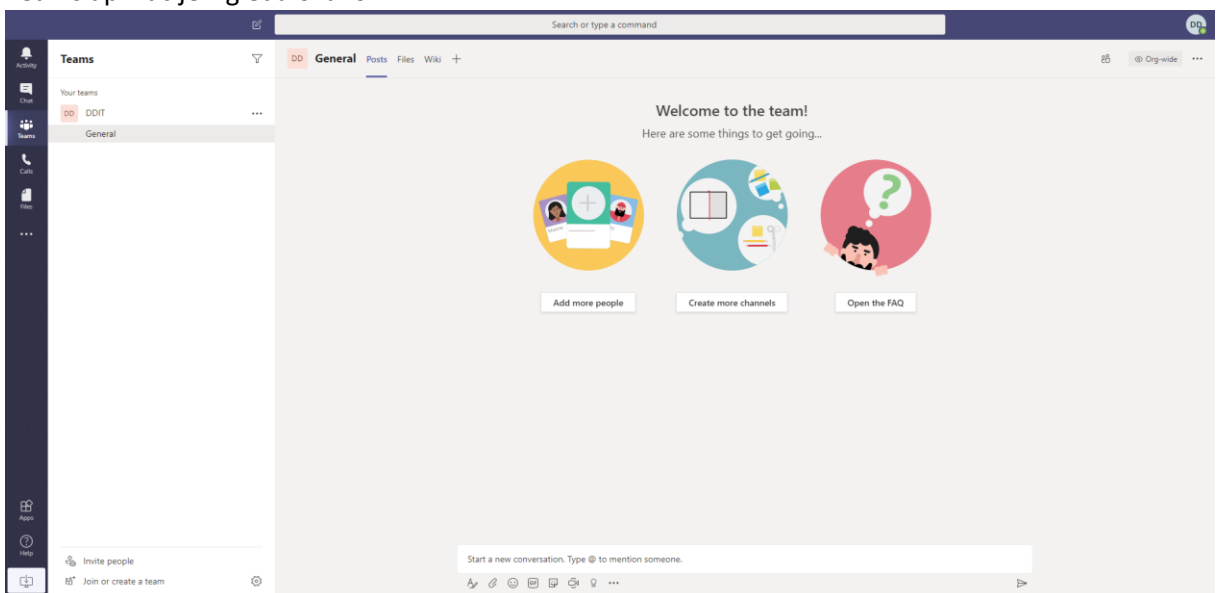 Search or type a command
DD
Activity
Chat
Teams
Calls
Files
Apps
Help
Teams
Your teams
DD DDIT
General
Invite people
Join or create a team
DD General Posts Files Wiki
Org-wide
Welcome to the team!
Here are some things to get going...
Add more people
Create more channels
Open the FAQ
Start a new conversation. Type @ to mention someone.
GIF